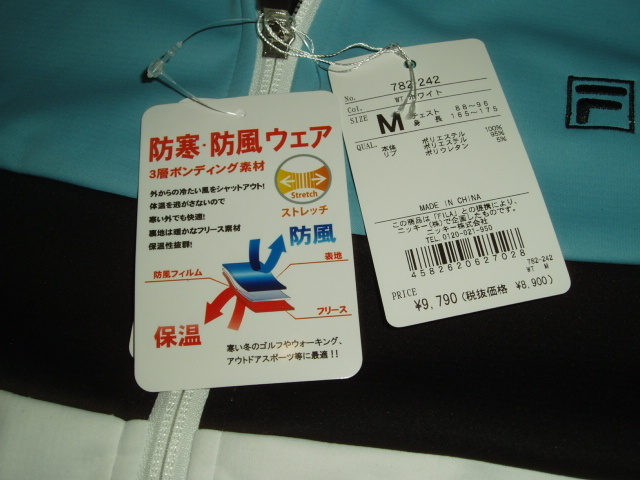 防寒・防風ウェア
3層ボンディング素材
外からの冷たい風をシャットアウト!
体温を逃がさないので
寒い外でも快適!
裏地は暖かなフリース素材
保温性抜群!
Stretch
ストレッチ
防風
表地
防風フィルム
フリース
保温
寒い冬のゴルフやウォーキング、
アウトドアスポーツ等に最適!!
No. 782-242
Col. WT ホワイト
SIZE M チェスト 88~96
身長 165~175
QUAL. 本体 ポリエステル 100%
リブ ポリエステル 95%
ポリウレタン 5%
MADE IN CHINA
この商品は「FILA」との提携により、
ニッキー(株)で企画したものです。
ニッキー株式会社
TEL.0120-021-950
4582620627028
782-242
WT M
PRICE ¥9,790(税抜価格 ¥8,900)
F